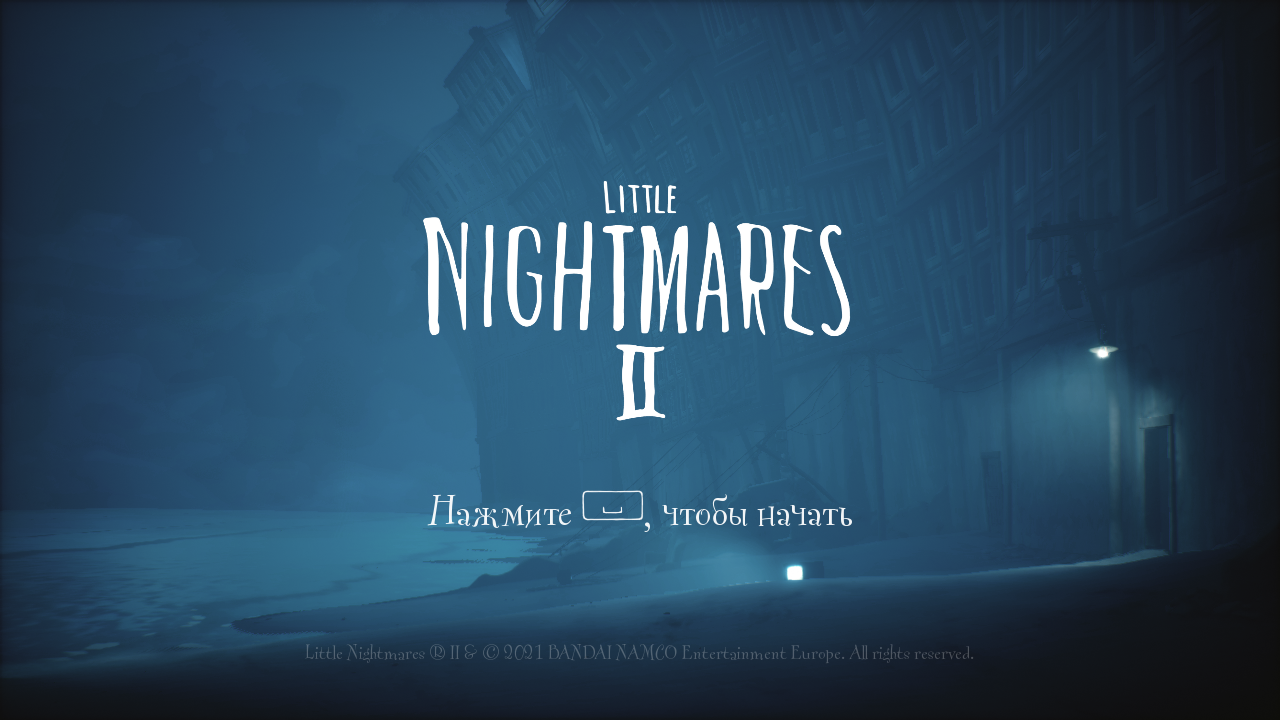 LITTLE
NIGHTMARES
II
Нажмите , чтобы начать
Little Nightmares ® II & © 2021 BANDAI NAMCO Entertainment Europe. All rights reserved.